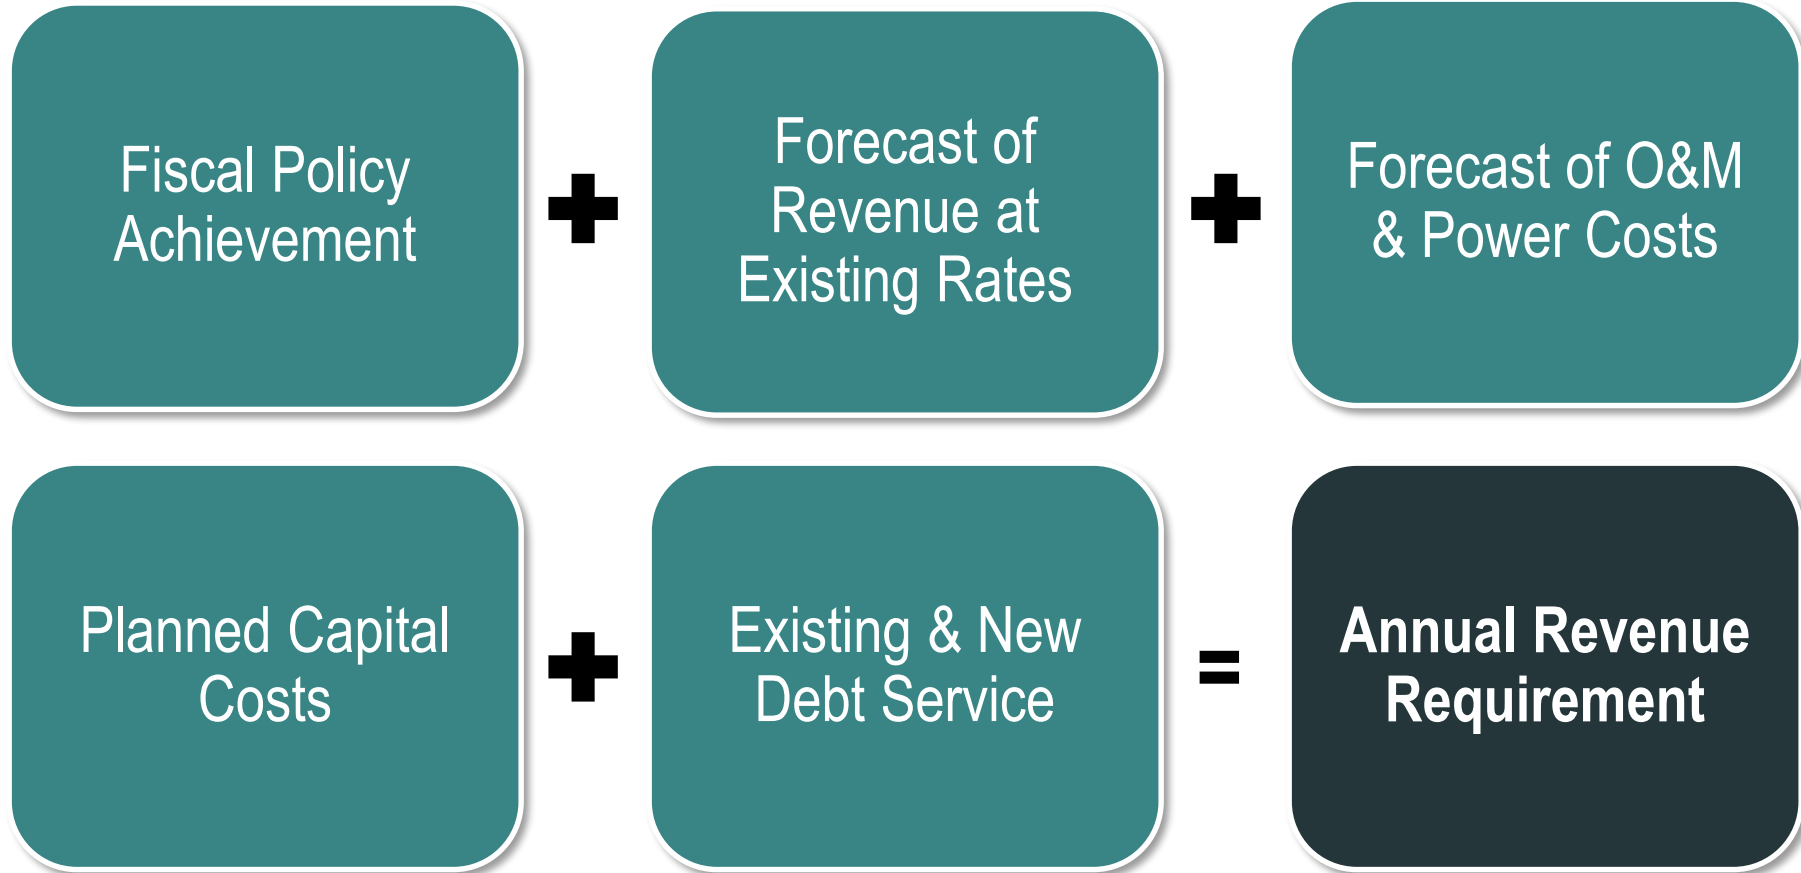 Fiscal Policy
Achievement
Forecast of
Revenue at
Existing Rates
Forecast of O&M
& Power Costs
Planned Capital
Costs
Existing & New
Debt Service
=
Annual Revenue
Requirement